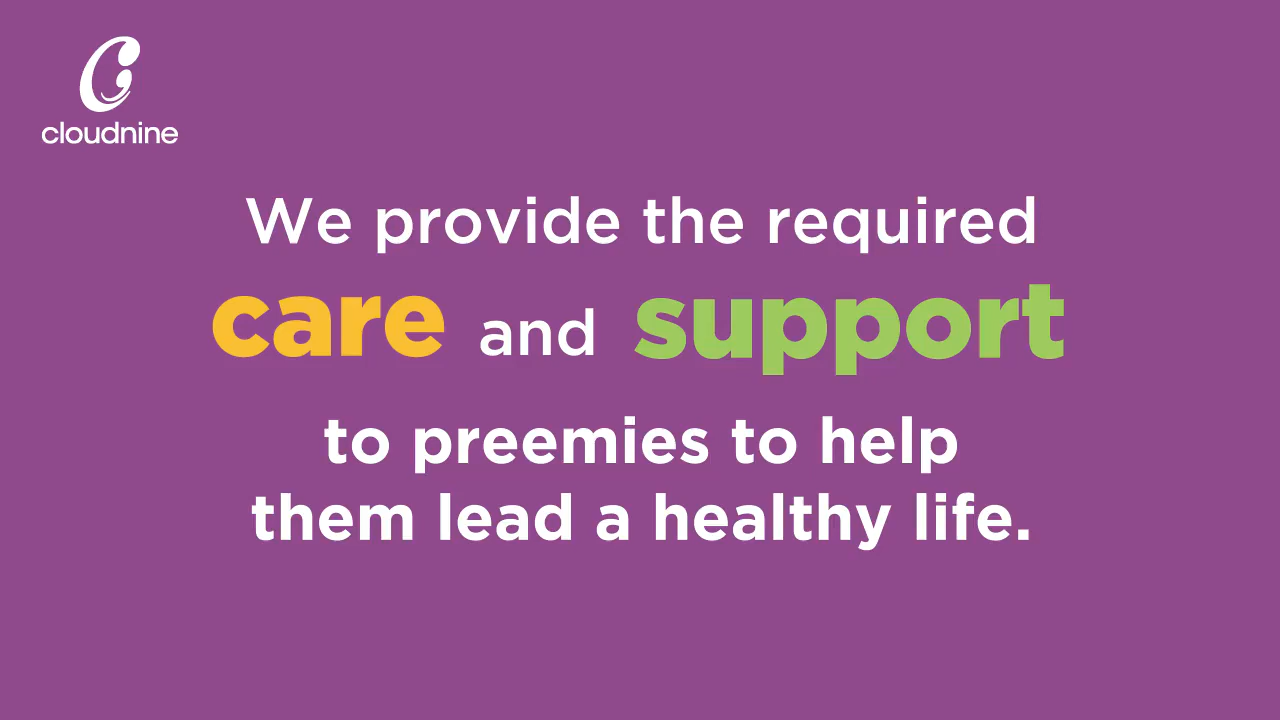 cloudnine
We provide the required
care and support
to preemies to help
them lead a healthy life.